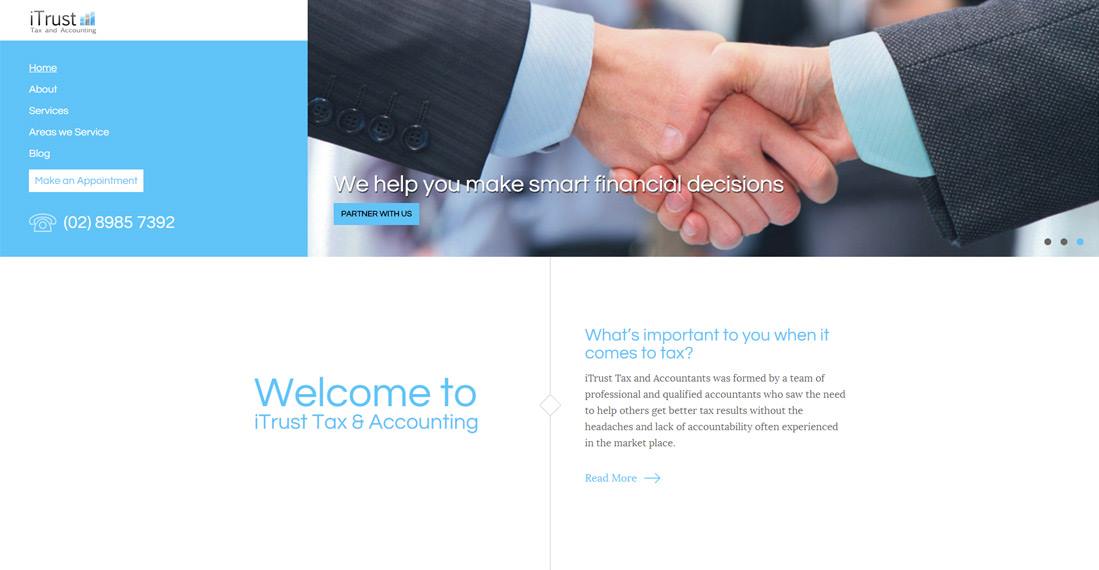 iTrust
Tax and Accounting
Home
About
Services
Areas we Service
Blog
Make an Appointment
(02) 8985 7392
We help you make smart financial decisions
PARTNER WITH US
Welcome to
iTrust Tax & Accounting
What's important to you when it
comes to tax?
iTrust Tax and Accountants was formed by a team of
professional and qualified accountants who saw the need
to help others get better tax results without the
headaches and lack of accountability often experienced
in the market place.
Read More